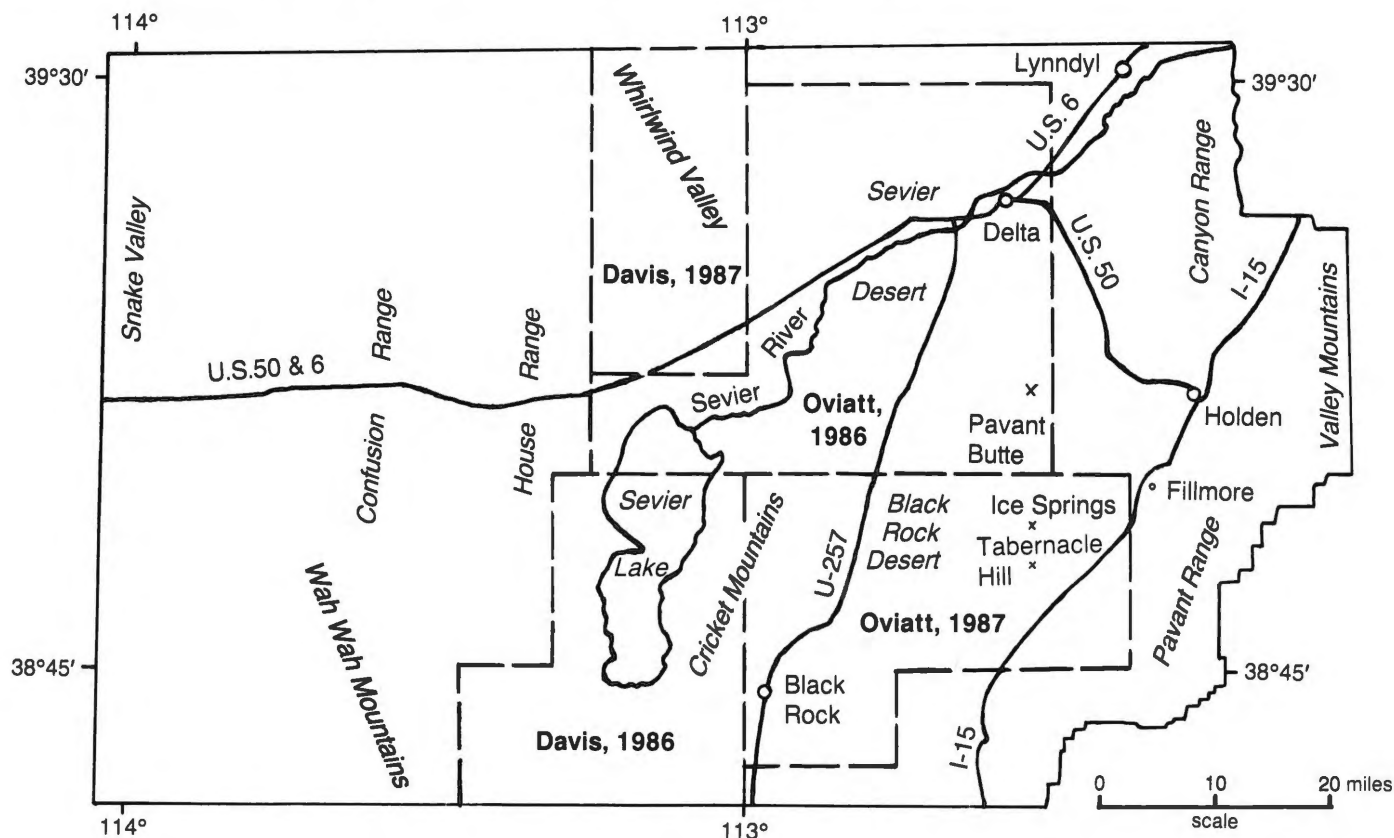 114°
113°
39°30'
Lynndyl
39°30'
U.S. 6
Whirlwind Valley
Canyon Range
Snake Valley
Sevier
Delta
U.S. 50
I-15
Davis, 1987
Desert
Valley Mountains
River
Range
Range
U.S.50 & 6
Sevier
Oviatt,
1986
Pavant
Butte
Holden
Confusion
House
Fillmore
Sevier
Lake
Cricket Mountains
Black
Rock
Desert
Ice Springs
Tabernacle
Hill
U-257
Pavant Range
Oviatt, 1987
Wah Wah Mountains
38°45'
38°45'
Black
Rock
Davis, 1986
I-15
0
10
20 miles
scale
114°
113°